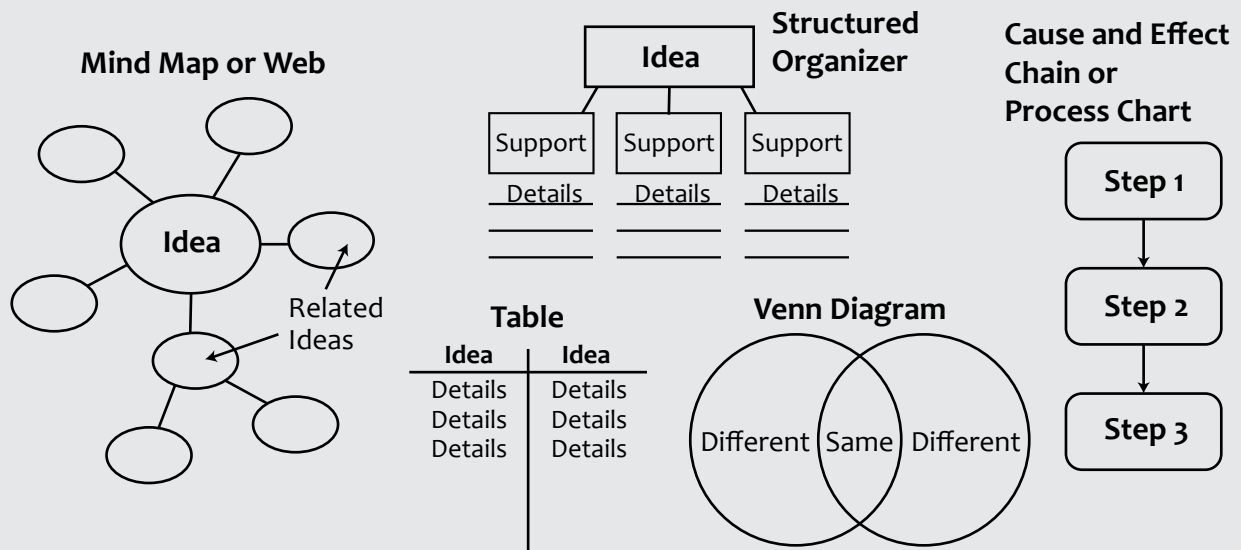 Mind Map or Web
Idea
Related
Ideas
Structured
Organizer
Idea
Support Support Support
Details Details Details
Cause and Effect
Chain or
Process Chart
Step 1
Step 2
Step 3
Table
Idea Idea
Details Details
Details Details
Details Details
Venn Diagram
Different Same Different